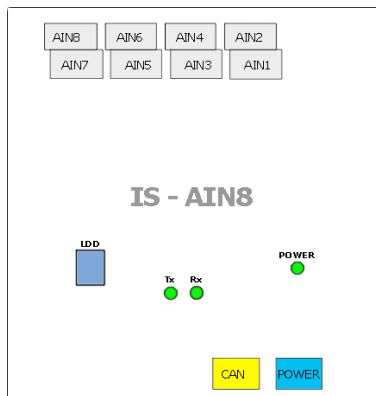 AIN8 AIN6 AIN4 AIN2
AIN7 AIN5 AIN3 AIN1
IS - AIN8
LDD
POWER
Tx Rx
CAN POWER